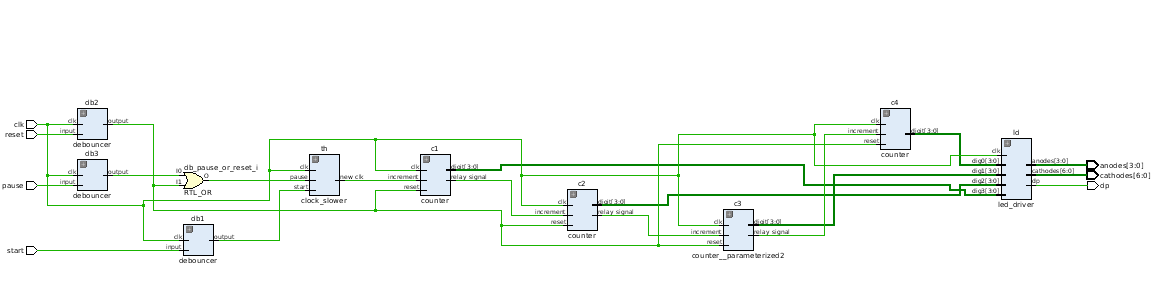 db2
clk
input
output
debouncer
clk
reset
db3
clk
input
output
debouncer
pause
db_pause_or_reset_i
I0
I1
O
RTL_OR
db1
clk
input
output
debouncer
start
th
clk
pause
start
new clk
clock_slower
c1
clk
increment
reset
digit[3:0]
relay signal
counter
c2
clk
increment
reset
digit[3:0]
relay signal
counter
c3
clk
increment
reset
digit[3:0]
relay signal
counter__parameterized2
c4
clk
increment
reset
digit[3:0]
counter
ld
clk
dig0[3:0]
dig1[3:0]
dig2[3:0]
dig3[3:0]
anodes[3:0]
cathodes[6:0]
dp
led_driver
anodes[3:0]
cathodes[6:0]
dp